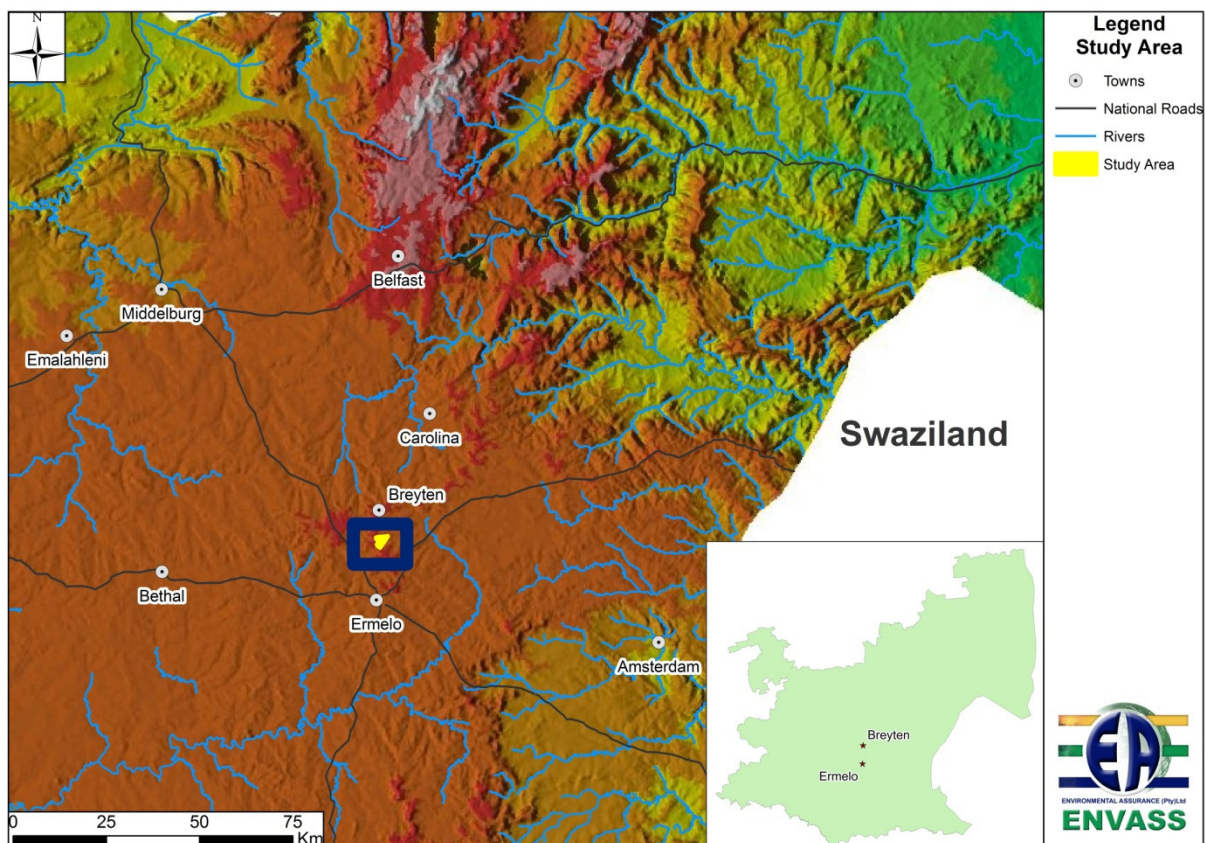 N
Legend
Study Area
Towns
National Roads
Rivers
Study Area
Belfast
Middelburg
Emalahleni
Carolina
Swaziland
Breyten
Bethal
Ermelo
Amsterdam
Breyten
Ermelo
0 25 50 75
Km
EA
ENVIRONMENTAL ASSURANCE (Pty)Ltd
ENVASS